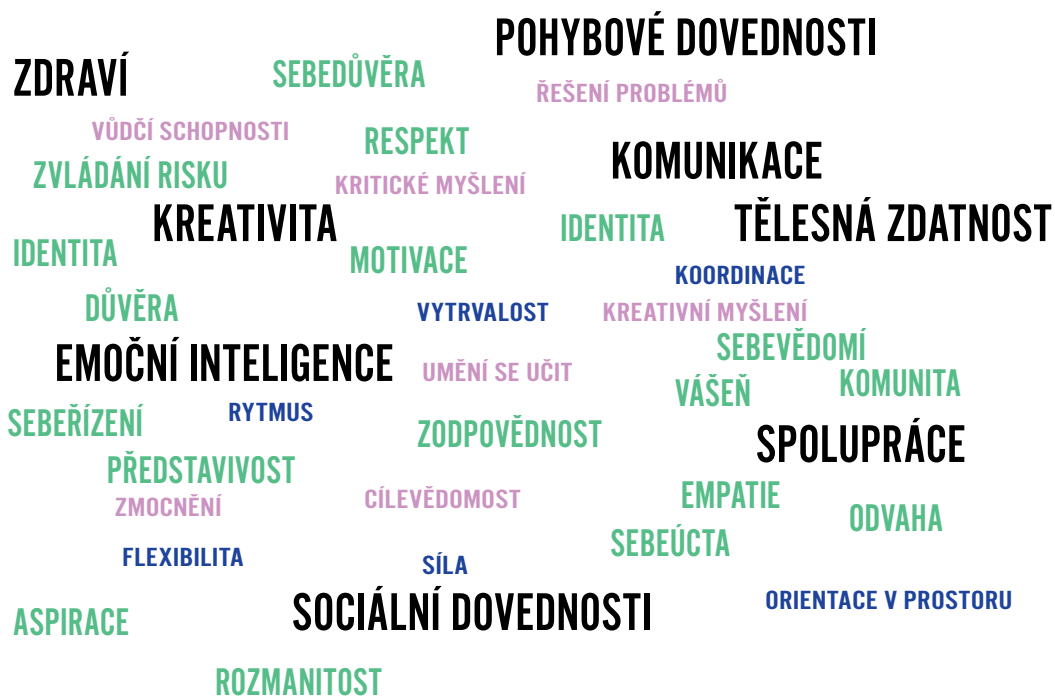 POHYBOVÉ DOVEDNOSTI
ZDRAVÍ
SEBEDŮVĚRA
ŘEŠENÍ PROBLÉMŮ
VŮDČÍ SCHOPNOSTI
RESPEKT
KOMUNIKACE
ZVLÁDÁNÍ RISKU
KRITICKÉ MYŠLENÍ
KREATIVITA
IDENTITA
TĚLESNÁ ZDATNOST
IDENTITA
MOTIVACE
KOORDINACE
DŮVĚRA
VYTRVALOST
KREATIVNÍ MYŠLENÍ
SEBEVĚDOMÍ
EMOČNÍ INTELIGENCE
UMĚNÍ SE UČIT
VÁŠEŇ
KOMUNITA
SEBEŘÍZENÍ
RYTMUS
ZODPOVĚDNOST
SPOLUPRÁCE
PŘEDSTAVIVOST
ZMOCNĚNÍ
CÍLEVĚDOMOST
EMPATIE
ODVAHA
SEBEÚCTA
FLEXIBILITA
SÍLA
ORIENTACE V PROSTORU
ASPIRACE
SOCIÁLNÍ DOVEDNOSTI
ROZMANITOST